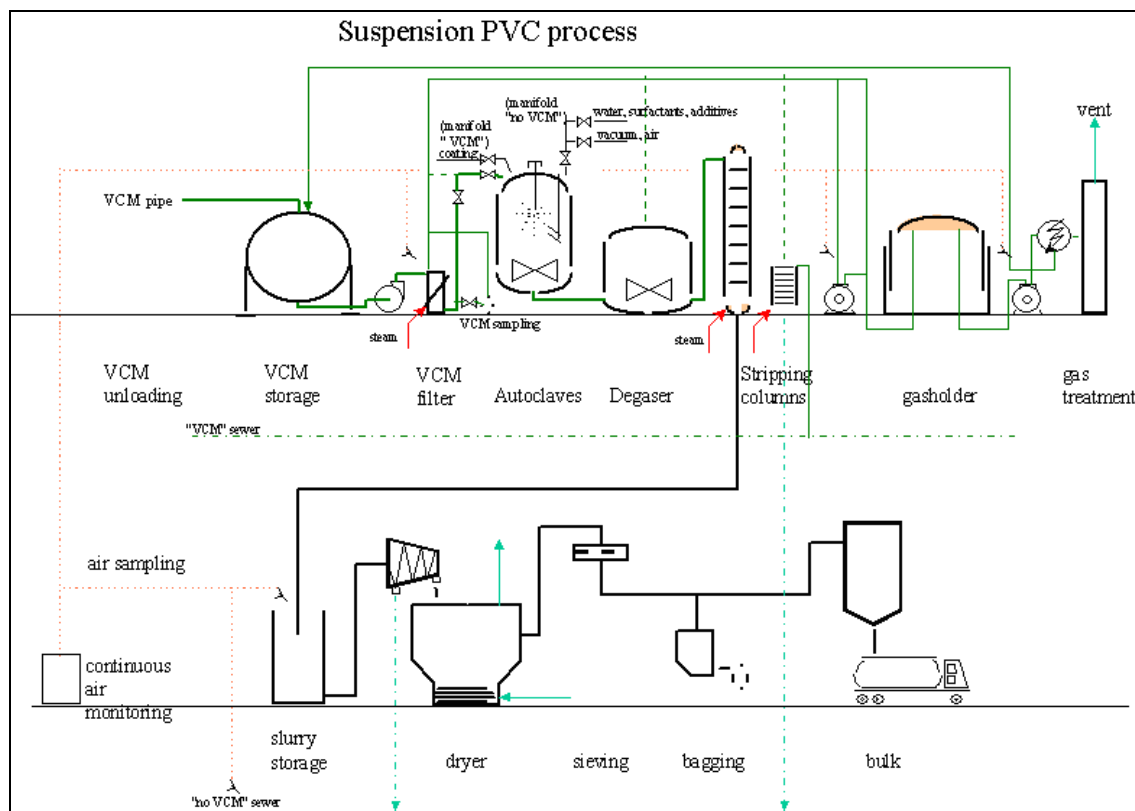 Suspension PVC process
(manifold
"no VCM")
water, surfactants, additives
vacuum, air
(manifold
"VCM")
coating
vent
VCM pipe
steam
VCM sampling
steam
VCM
unloading
VCM
storage
VCM
filter
Autoclaves
Degaser
Stripping
columns
gasholder
gas
treatment
"VCM" sewer
air sampling
continuous
air
monitoring
slurry
storage
dryer
sieving
bagging
bulk
"no VCM" sewer